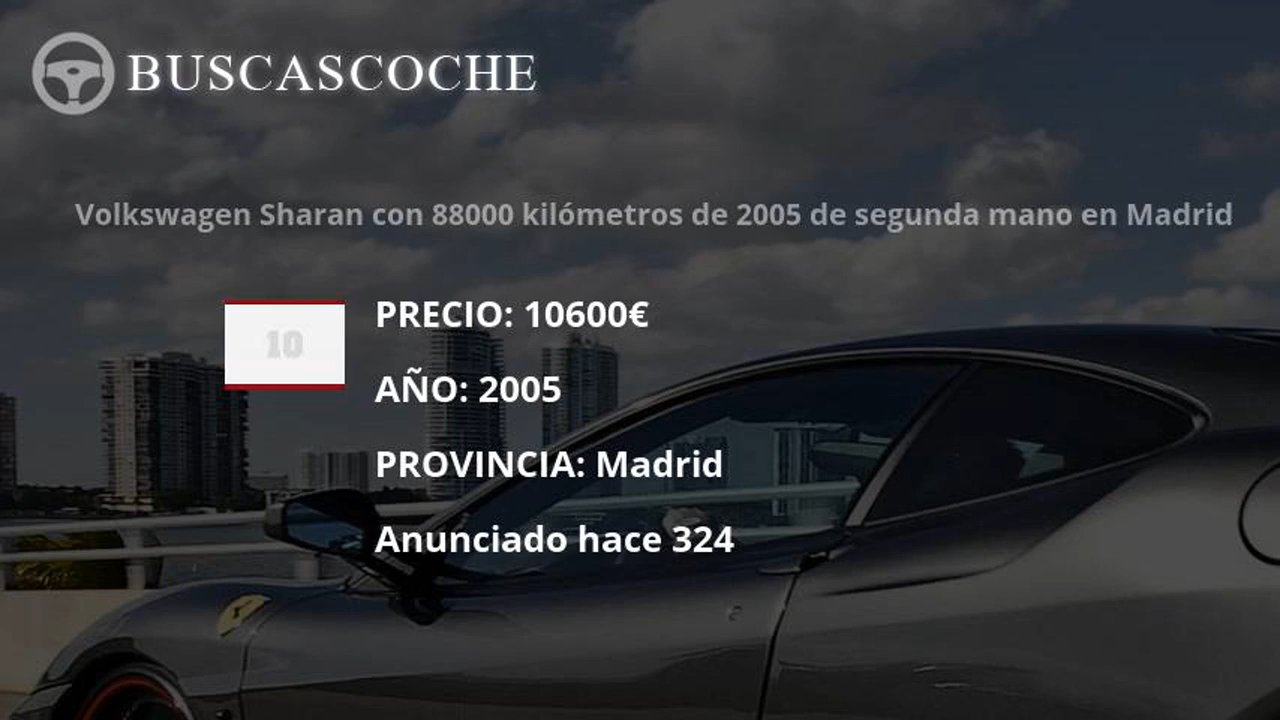 BUSCASCOCHE
Volkswagen Sharan con 88000 kilómetros de 2005 de segunda mano en Madrid
10
PRECIO: 10600€
AÑO: 2005
PROVINCIA: Madrid
Anunciado hace 324